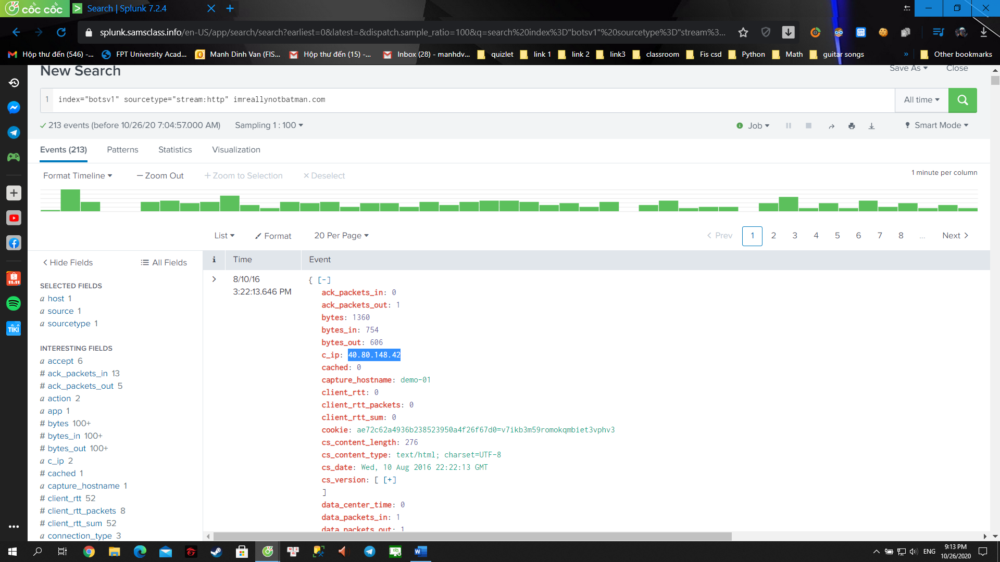 cốc cốc
Search | Splunk 7.2.4
splunk.samsclass.info/en-US/app/search/search?earliest=0&latest=&dispatch.sample_ratio=100&q=search%20index%3D"botsv1"%20sourcetype%3D"stream%3...
Hộp thư đến (546) -... FPT University Acad... Manh Dinh Van (FIS... Hộp thư đến (15) -... Inbox (28) - manhdv... quizlet link 1 link 2 link3 classroom Fis csd Python Math guitar songs » Other bookmarks
New Search Save As Close
1 index="botsv1" sourcetype="stream:http" imreallynotbatman.com All time
213 events (before 10/26/20 7:04:57.000 AM) Sampling 1 : 100 Job Smart Mode
Events (213) Patterns Statistics Visualization
Format Timeline — Zoom Out + Zoom to Selection × Deselect 1 minute per column
List Format 20 Per Page < Prev 1 2 3 4 5 6 7 8 ... Next >
< Hide Fields All Fields
i Time Event
SELECTED FIELDS
a host 1
a source 1
a sourcetype 1
INTERESTING FIELDS
a accept 6
# ack_packets_in 13
# ack_packets_out 5
a action 2
a app 1
# bytes 100+
# bytes_in 100+
# bytes_out 100+
a c_ip 2
# cached 1
a capture_hostname 1
# client_rtt 52
# client_rtt_packets 8
# client_rtt_sum 52
a connection_type 3
> 8/10/16
3:22:13.646 PM
{ [-]
ack_packets_in: 0
ack_packets_out: 1
bytes: 1360
bytes_in: 754
bytes_out: 606
c_ip: 40.80.148.42
cached: 0
capture_hostname: demo-01
client_rtt: 0
client_rtt_packets: 0
client_rtt_sum: 0
cookie: ae72c62a4936b238523950a4f26f67d0=v7ikb3m59romokqmbiet3vphv3
cs_content_length: 276
cs_content_type: text/html; charset=UTF-8
cs_date: Wed, 10 Aug 2016 22:22:13 GMT
cs_version: [ [+]
]
data_center_time: 0
data_packets_in: 1
data_packets_out: 1
11.11
TIKI
ENG
9:13 PM
10/26/2020